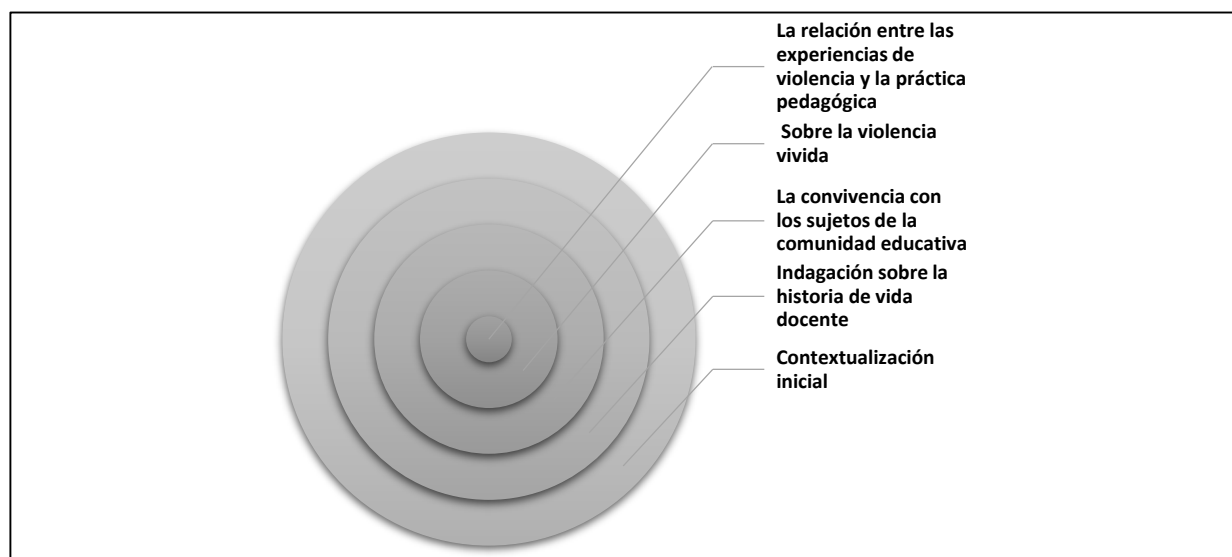 La relación entre las
experiencias de
violencia y la práctica
pedagógica
Sobre la violencia
vivida
La convivencia con
los sujetos de la
comunidad educativa
Indagación sobre la
historia de vida
docente
Contextualización
inicial